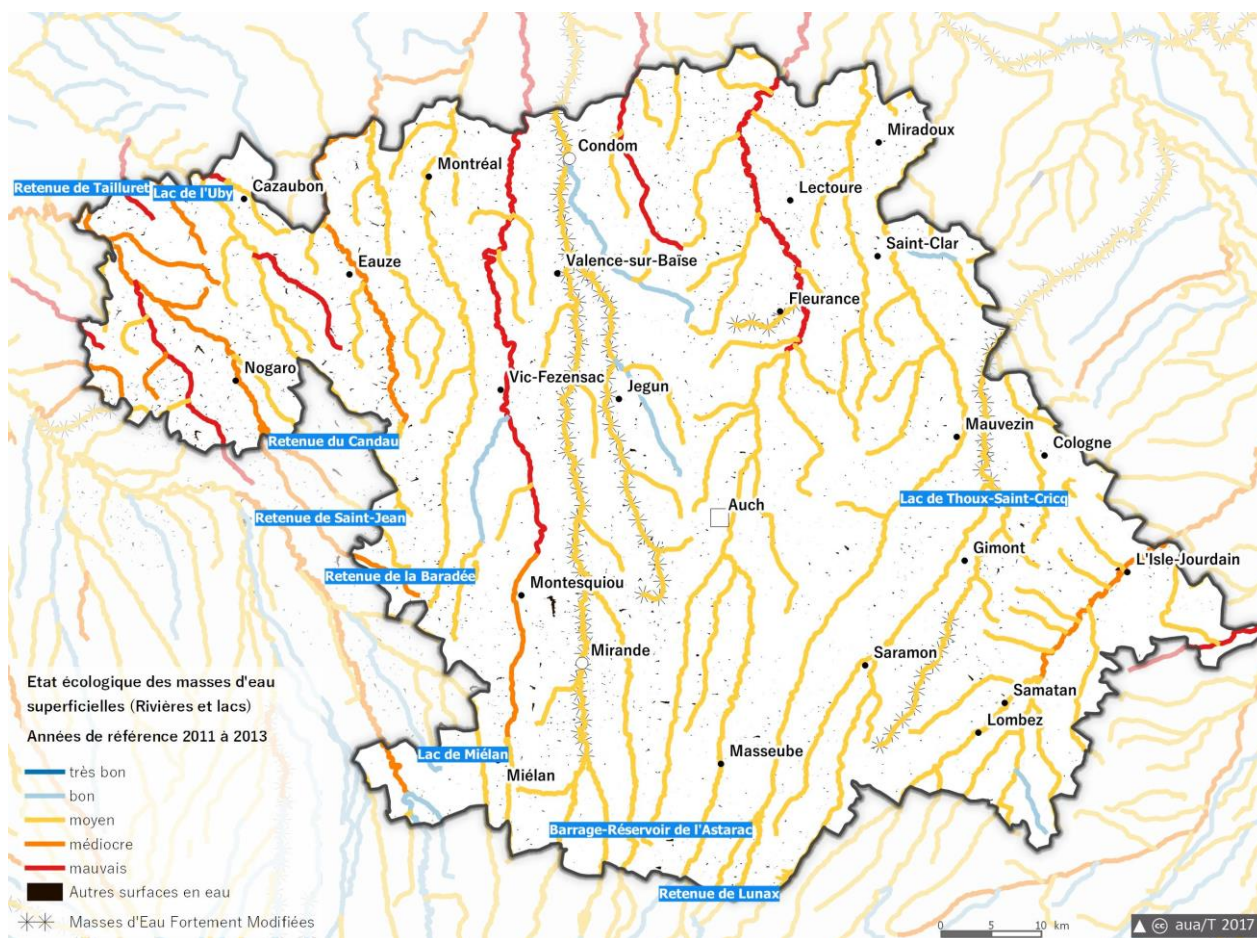 Miradoux
Condom
Montréal
Retenue de Tailluret
Lac de l'Uby
Cazaubon
Lectoure
Saint-Clar
Eauze
Valence-sur-Baïse
Fleurance
Nogaro
Vic-Fezensac
Jegun
Retenue du Candau
Mauvezin
Cologne
Lac de Thoux-Saint-Cricq
Auch
Retenue de Saint-Jean
Gimont
L'Isle-Jourdain
Retenue de la Baradée
Montesquiou
Mirande
Saramon
Samatan
Lombez
Lac de Miélan
Miélan
Masseube
Barrage-Réservoir de l'Astarac
Retenue de Lunax
Etat écologique des masses d'eau
superficielles (Rivières et lacs)
Années de référence 2011 à 2013
très bon
bon
moyen
médiocre
mauvais
Autres surfaces en eau
Masses d'Eau Fortement Modifiées
0 5 10 km
cc aua/T 2017